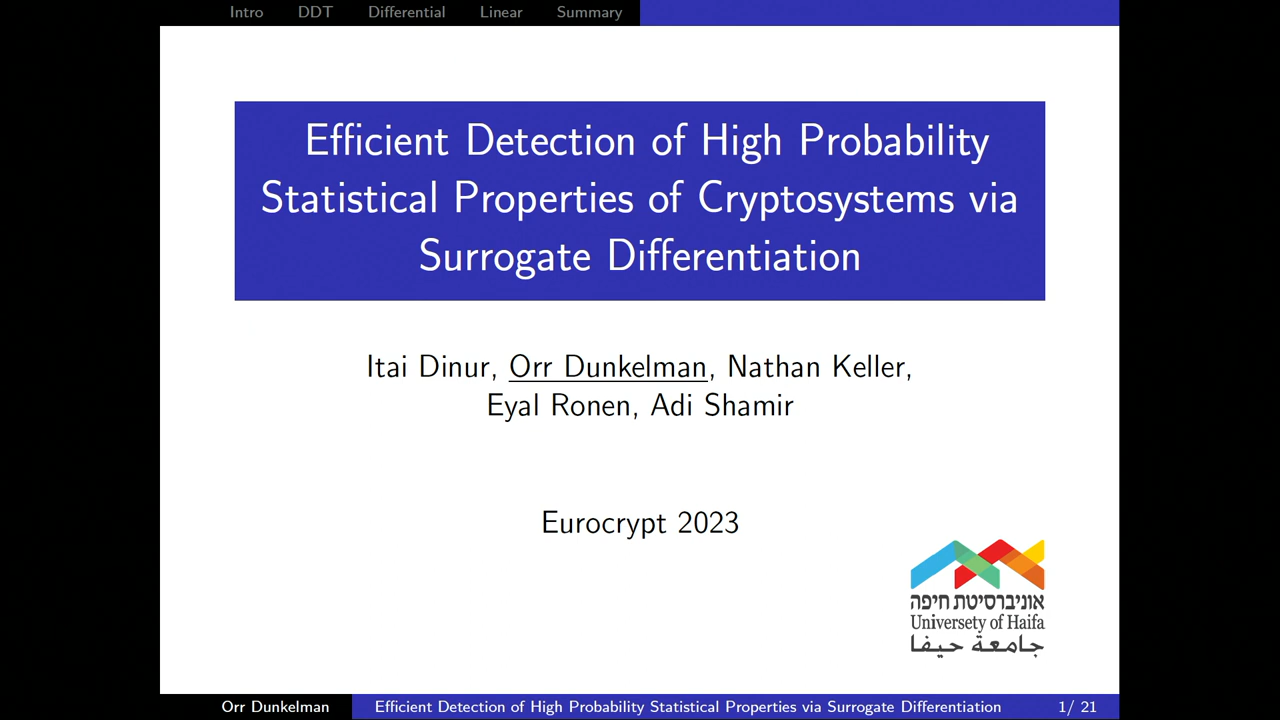 Intro DDT Differential Linear Summary
Efficient Detection of High Probability
Statistical Properties of Cryptosystems via
Surrogate Differentiation
Itai Dinur, Orr Dunkelman, Nathan Keller,
Eyal Ronen, Adi Shamir
Eurocrypt 2023
אוניברסיטת חיפה
Universety of Haifa
جامعة حيفا
Orr Dunkelman Efficient Detection of High Probability Statistical Properties via Surrogate Differentiation 1/ 21